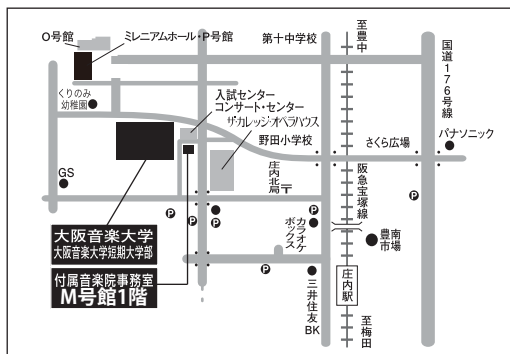 O号館
ミレニアムホール・P号館
第十中学校
至豊中
国道176号線
くりのみ
幼稚園
入試センター
コンサート・センター
ザ・カレッジ・オペラハウス
野田小学校
さくら広場
パナソニック
GS
庄内北局〒
阪急宝塚線
P
P
P
P
P
P
カラオケ
ボックス
豊南
市場
大阪音楽大学
大阪音楽大学短期大学部
付属音楽院事務室
M号館1階
三井住友BK
庄内駅
至梅田